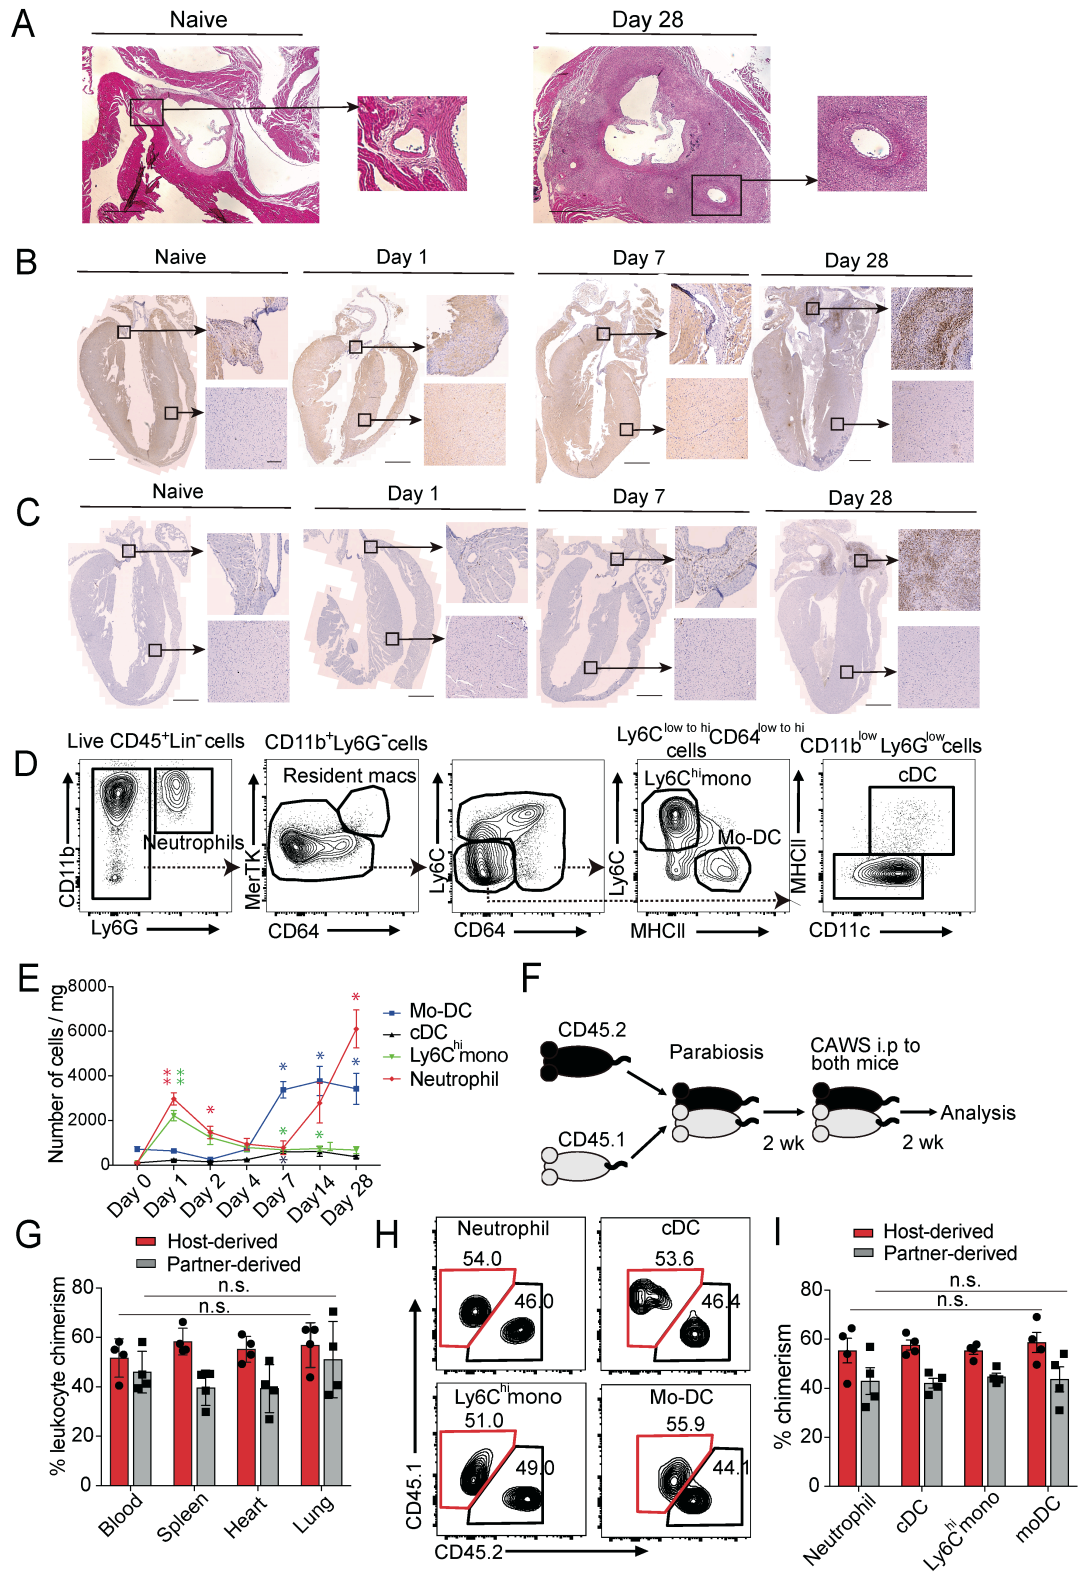 A
Naive
Day 28
B
Naive
Day 1
Day 7
Day 28
C
Naive
Day 1
Day 7
Day 28
D
Live CD45+Lin− cells
CD11b+Ly6G− cells
Ly6Clow to hi CD64low to hi
cells
CD11blow Ly6Glow cells
Neutrophils
Resident macs
Ly6Chi mono
Mo-DC
cDC
CD11b
Ly6G
MerTK
CD64
Ly6C
CD64
Ly6C
MHCII
MHCII
CD11c
E
Number of cells / mg
8000
6000
4000
2000
0
Day 0
Day 1
Day 2
Day 4
Day 7
Day14
Day 28
Mo-DC
cDC
Ly6Chi mono
Neutrophil
*
*
*
*
*
*
*
*
*
*
*
*
F
CD45.2
CD45.1
Parabiosis
CAWS i.p to
both mice
2 wk
2 wk
Analysis
G
Host-derived
Partner-derived
n.s.
n.s.
% leukocyte chimerism
80
60
40
20
0
Blood
Spleen
Heart
Lung
H
Neutrophil
54.0
46.0
cDC
53.6
46.4
Ly6Chi mono
51.0
49.0
Mo-DC
55.9
44.1
CD45.1
CD45.2
I
Host-derived
Partner-derived
n.s.
n.s.
% chimerism
80
60
40
20
0
Neutrophil
cDC
Ly6Chi mono
moDC